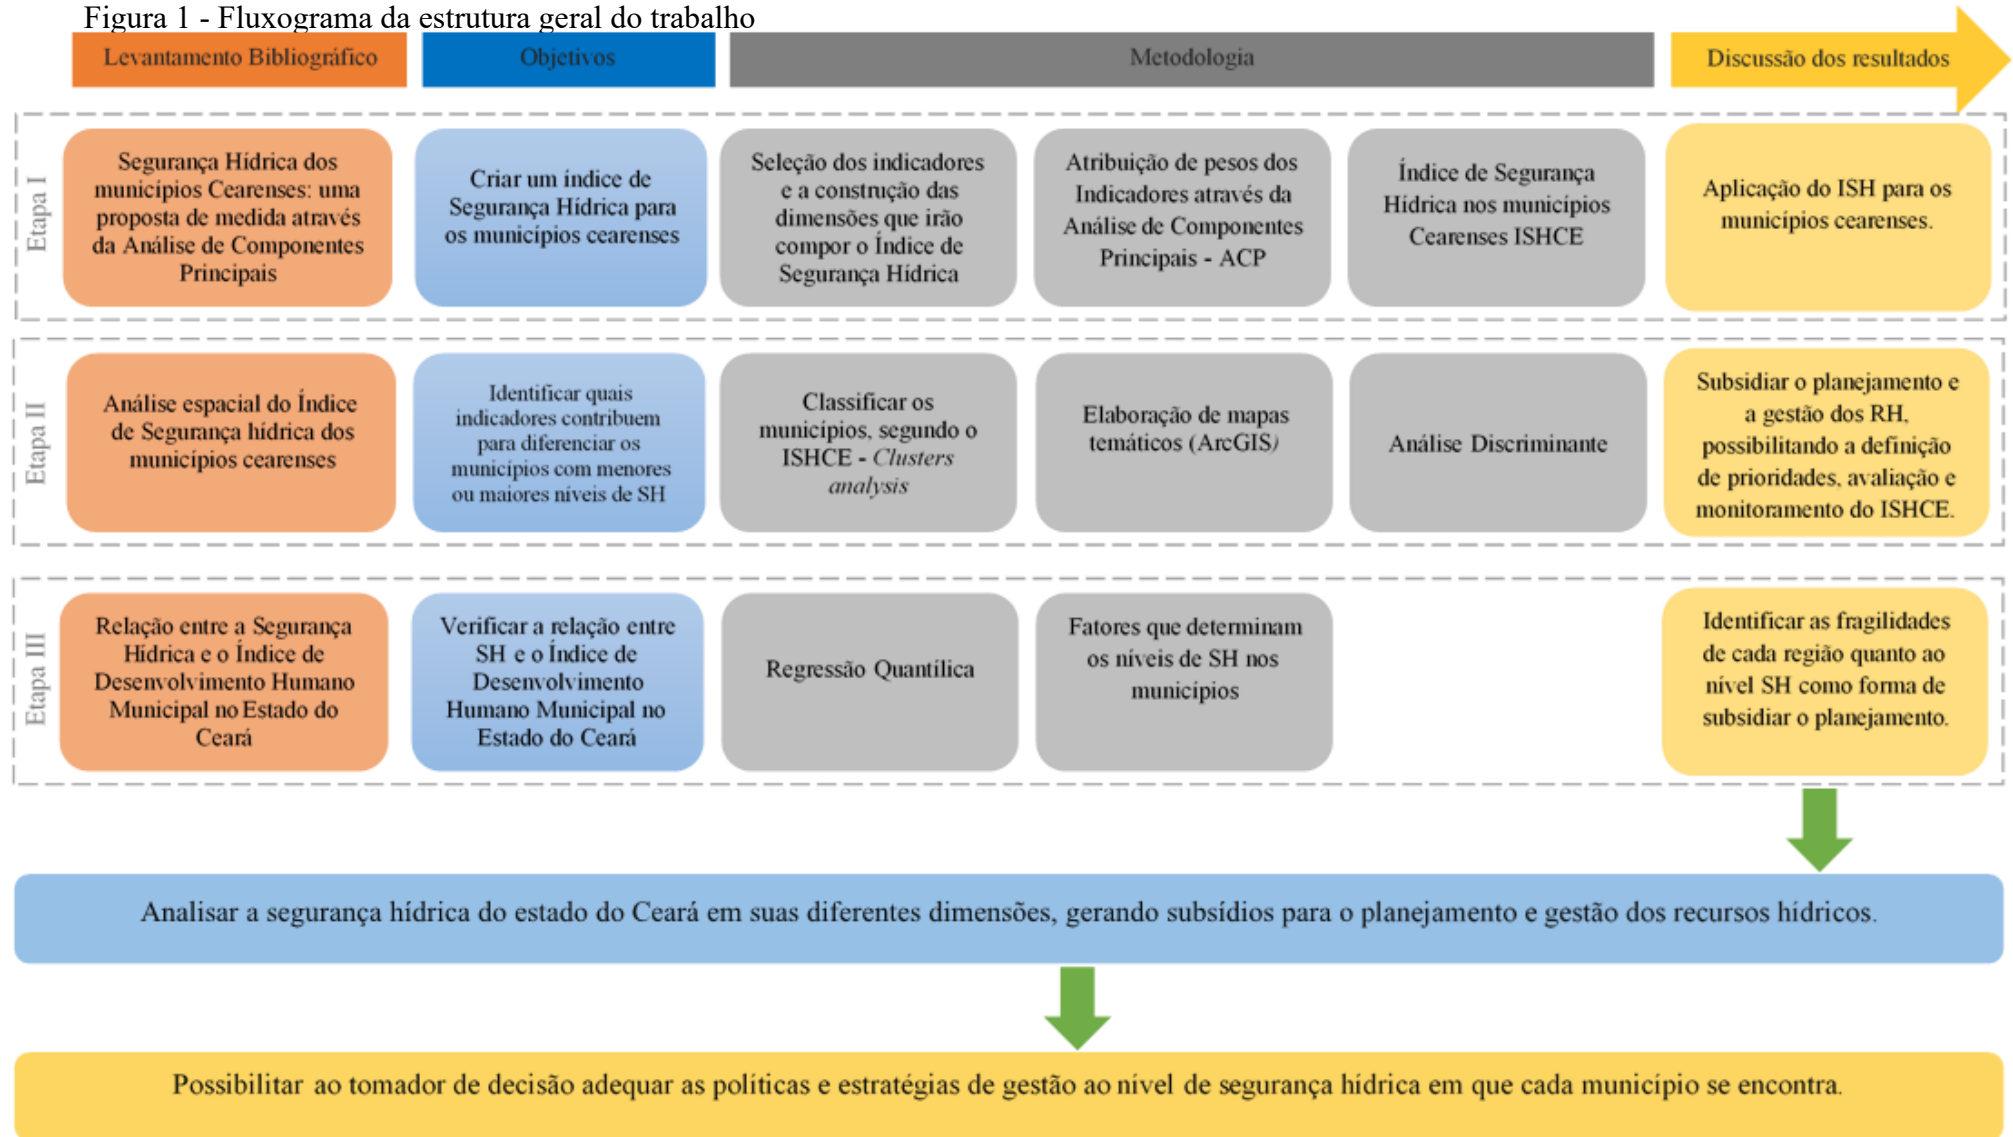 Figura 1 - Fluxograma da estrutura geral do trabalho
Levantamento Bibliográfico
Objetivos
Metodologia
Discussão dos resultados
Etapa I
Segurança Hídrica dos
municípios Cearenses: uma
proposta de medida através
da Análise de Componentes
Principais
Criar um índice de
Segurança Hídrica para
os municípios cearenses
Seleção dos indicadores
e a construção das
dimensões que irão
compor o Índice de
Segurança Hídrica
Atribuição de pesos dos
Indicadores através da
Análise de Componentes
Principais - ACP
Índice de Segurança
Hídrica nos municípios
Cearenses ISHCE
Aplicação do ISH para os
municípios cearenses.
Etapa II
Análise espacial do Índice
de Segurança hídrica dos
municípios cearenses
Identificar quais
indicadores contribuem
para diferenciar os
municípios com menores
ou maiores níveis de SH
Classificar os
municípios, segundo o
ISHCE - Clusters
analysis
Elaboração de mapas
temáticos (ArcGIS)
Análise Discriminante
Subsidiar o planejamento e
a gestão dos RH,
possibilitando a definição
de prioridades, avaliação e
monitoramento do ISHCE.
Etapa III
Relação entre a Segurança
Hídrica e o Índice de
Desenvolvimento Humano
Municipal no Estado do
Ceará
Verificar a relação entre
SH e o Índice de
Desenvolvimento
Humano Municipal no
Estado do Ceará
Regressão Quantílica
Fatores que determinam
os níveis de SH nos
municípios
Identificar as fragilidades
de cada região quanto ao
nível SH como forma de
subsidiar o planejamento.
Analisar a segurança hídrica do estado do Ceará em suas diferentes dimensões, gerando subsídios para o planejamento e gestão dos recursos hídricos.
Possibilitar ao tomador de decisão adequar as políticas e estratégias de gestão ao nível de segurança hídrica em que cada município se encontra.